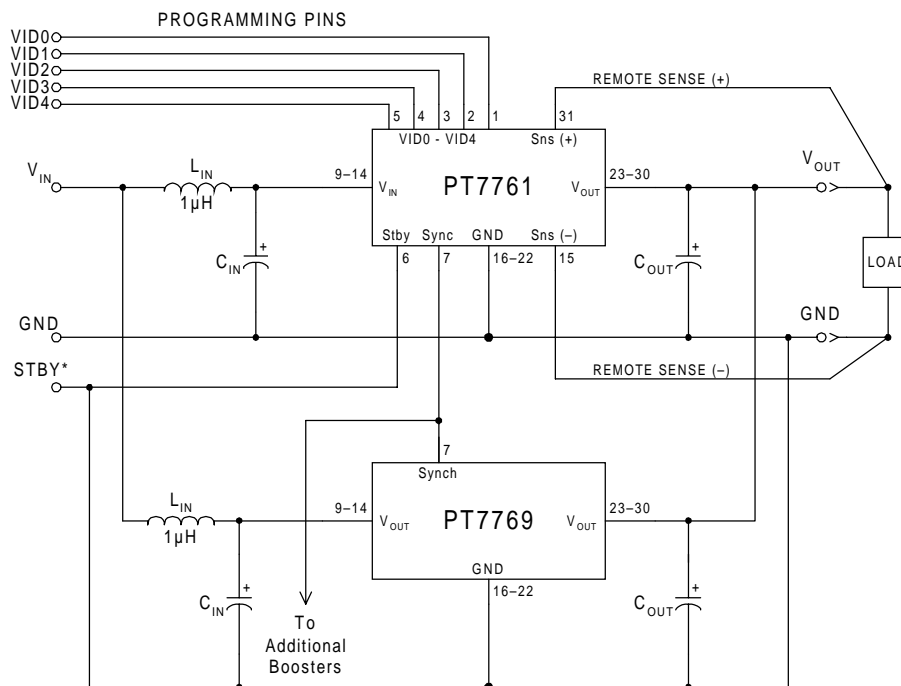 PROGRAMMING PINS
VID0
VID1
VID2
VID3
VID4
5 4 3 2 1
31
REMOTE SENSE (+)
VID0 - VID4
Sns (+)
V_IN
L_IN
1µH
9–14
V_IN
PT7761
V_OUT
23–30
V_OUT
Stby Sync GND Sns (–)
6 7 16–22 15
C_IN
+
C_OUT
+
LOAD
GND
GND
STBY*
REMOTE SENSE (–)
7
Synch
L_IN
1µH
9–14
V_OUT
PT7769
V_OUT
23–30
GND
16–22
C_IN
+
C_OUT
+
To
Additional
Boosters